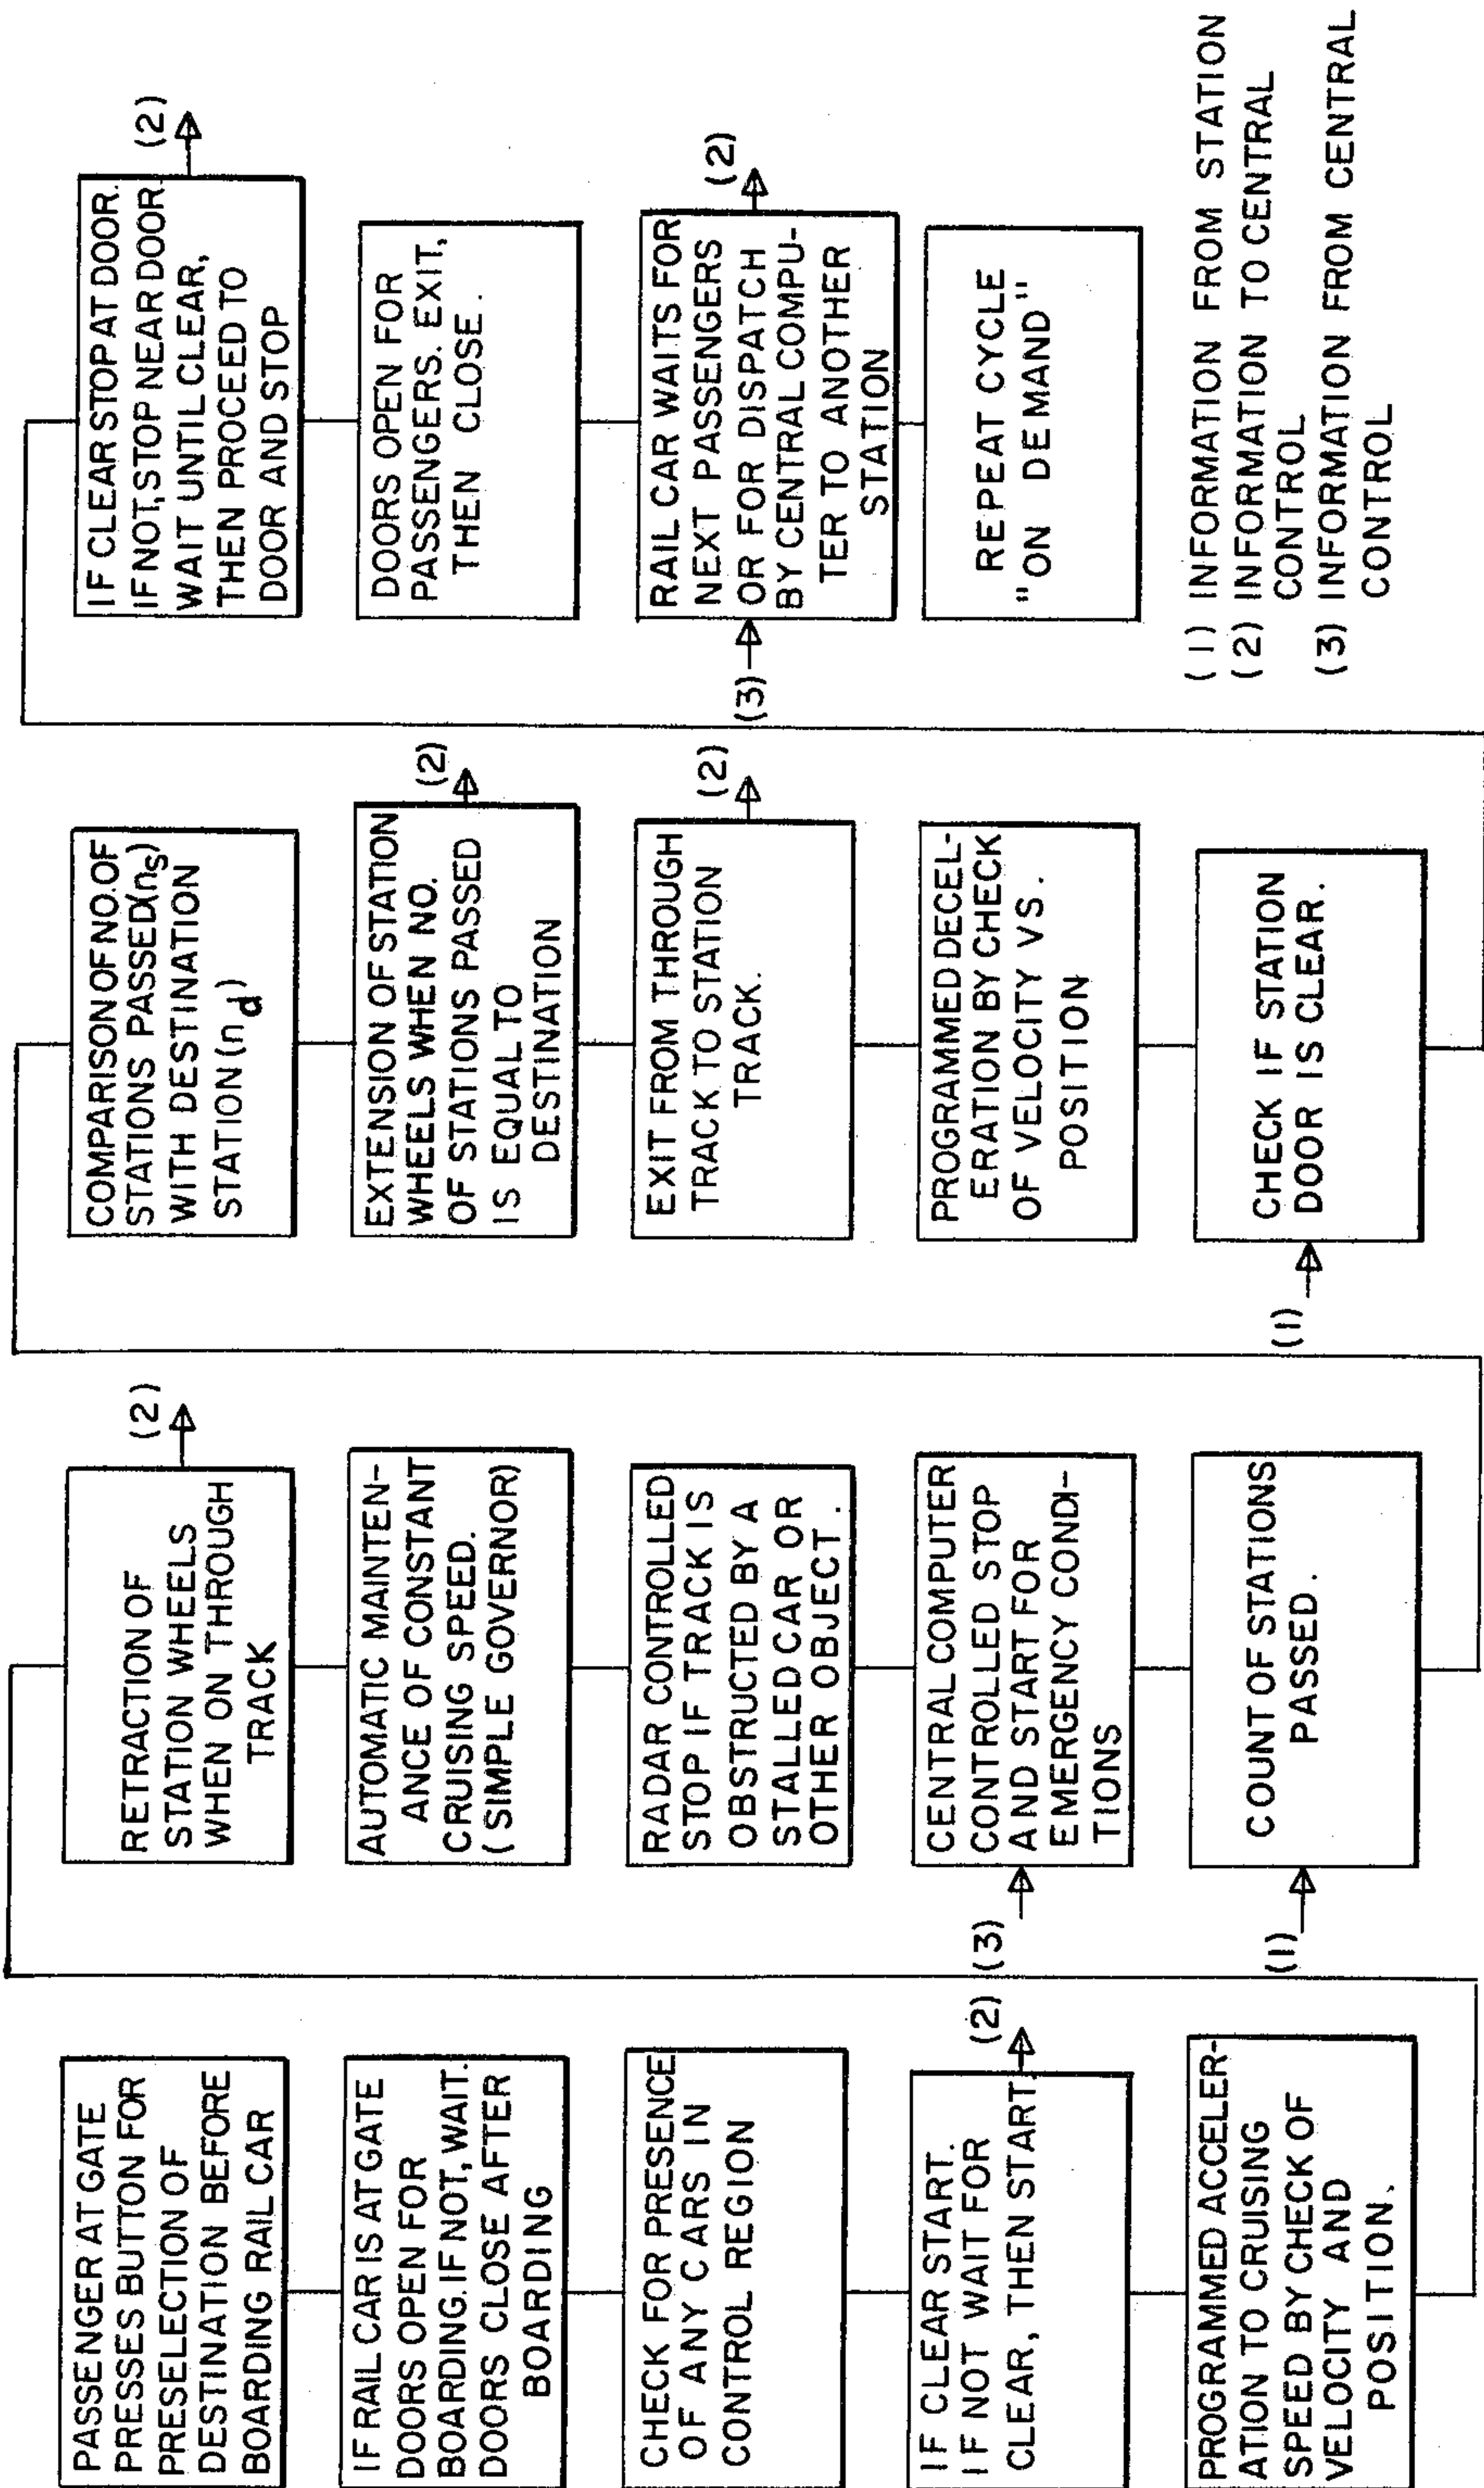 PASSENGER AT GATE
PRESSES BUTTON FOR
PRESELECTION OF
DESTINATION BEFORE
BOARDING RAIL CAR
IF RAIL CAR IS AT GATE
DOORS OPEN FOR
BOARDING. IF NOT, WAIT.
DOORS CLOSE AFTER
BOARDING
CHECK FOR PRESENCE
OF ANY CARS IN
CONTROL REGION
IF CLEAR START.
IF NOT WAIT FOR
CLEAR, THEN START.
(2)
PROGRAMMED ACCELER-
ATION TO CRUISING
SPEED BY CHECK OF
VELOCITY AND
POSITION.
RETRACTION OF
STATION WHEELS
WHEN ON THROUGH
TRACK
(2)
AUTOMATIC MAINTEN-
ANCE OF CONSTANT
CRUISING SPEED.
(SIMPLE GOVERNOR)
RADAR CONTROLLED
STOP IF TRACK IS
OBSTRUCTED BY A
STALLED CAR OR
OTHER OBJECT.
(3)
CENTRAL COMPUTER
CONTROLLED STOP
AND START FOR
EMERGENCY CONDI-
TIONS
(1)
COUNT OF STATIONS
PASSED.
COMPARISON OF NO. OF
STATIONS PASSED(ns)
WITH DESTINATION
STATION (nd)
EXTENSION OF STATION
WHEELS WHEN NO.
OF STATIONS PASSED
IS EQUAL TO
DESTINATION
(2)
EXIT FROM THROUGH
TRACK TO STATION
TRACK.
(2)
PROGRAMED DECEL-
ERATION BY CHECK
OF VELOCITY VS.
POSITION
(1)
CHECK IF STATION
DOOR IS CLEAR.
IF CLEAR STOP AT DOOR.
IF NOT, STOP NEAR DOOR.
WAIT UNTIL CLEAR,
THEN PROCEED TO
DOOR AND STOP
(2)
DOORS OPEN FOR
PASSENGERS. EXIT,
THEN CLOSE.
(3)
RAIL CAR WAITS FOR
NEXT PASSENGERS
OR FOR DISPATCH
BY CENTRAL COMPU-
TER TO ANOTHER
STATION
(2)
REPEAT CYCLE
"ON DEMAND"
(1) INFORMATION FROM STATION
(2) INFORMATION TO CENTRAL
CONTROL
(3) INFORMATION FROM CENTRAL
CONTROL